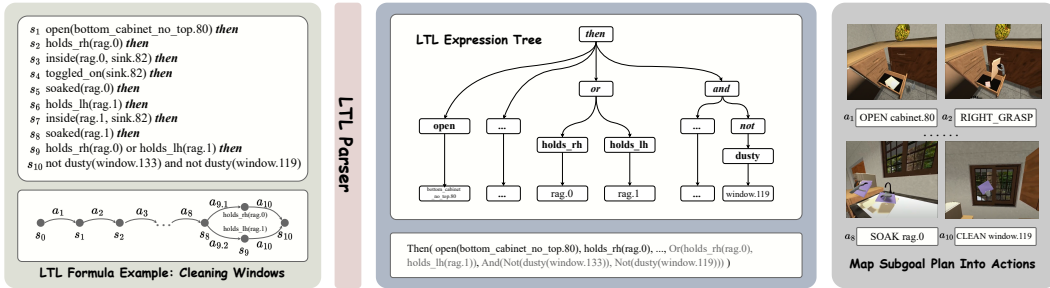 s1 open(bottom_cabinet_no_top.80) then
s2 holds_rh(rag.0) then
s3 inside(rag.0, sink.82) then
s4 toggled_on(sink.82) then
s5 soaked(rag.0) then
s6 holds_lh(rag.1) then
s7 inside(rag.1, sink.82) then
s8 soaked(rag.1) then
s9 holds_rh(rag.0) or holds_lh(rag.1) then
s10 not dusty(window.133) and not dusty(window.119)
a1 a2 a3 ... a8 a9.1 a10
holds_rh(rag.0)
holds_lh(rag.1)
s0 s1 s2 s8 a9.2 s9 a10 s10
LTL Formula Example: Cleaning Windows
LTL Parser
LTL Expression Tree
then
or
and
open
...
...
not
holds_rh
holds_lh
dusty
bottom_cabinet
no_top.80
...
rag.0
rag.1
...
window.119
Then( open(bottom_cabinet_no_top.80), holds_rh(rag.0), ..., Or(holds_rh(rag.0),
holds_lh(rag.1)), And(Not(dusty(window.133)), Not(dusty(window.119))) )
a1 OPEN cabinet.80 a2 RIGHT_GRASP
......
a8 SOAK rag.0 a10 CLEAN window.119
Map Subgoal Plan Into Actions